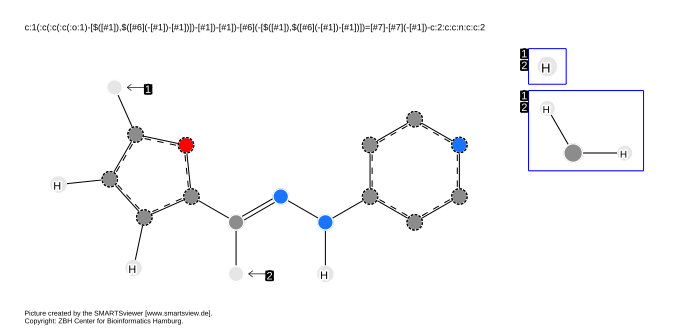 c:1(:c(:c(:c(:o:1)-[$([#1]),$([#6](-[#1])-[#1])])-[#1])-[#1])-[#6](-[$([#1]),$([#6](-[#1])-[#1])])=[#7]-[#7](-[#1])-c:2:c:c:n:c:c:2
1
2
H
1
1
2
H
H
H
H
2
H
H
Picture created by the SMARTSviewer [www.smartsview.de].
Copyright: ZBH Center for Bioinformatics Hamburg.